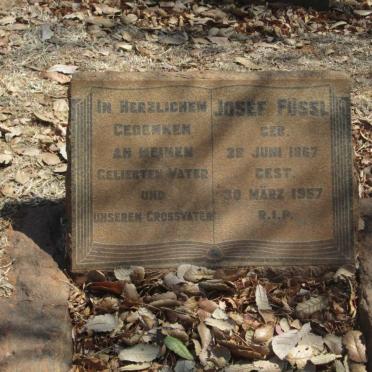 IN HERZLICHEM
GEDENKEN
AN MEINEN
GELIEBTEN VATER
UND
UNSEREN GROSSVATER
JOSEF FÜSSL
GEB.
28 JUNI 1867
GEST.
30 MÄRZ 1957
R.I.P.